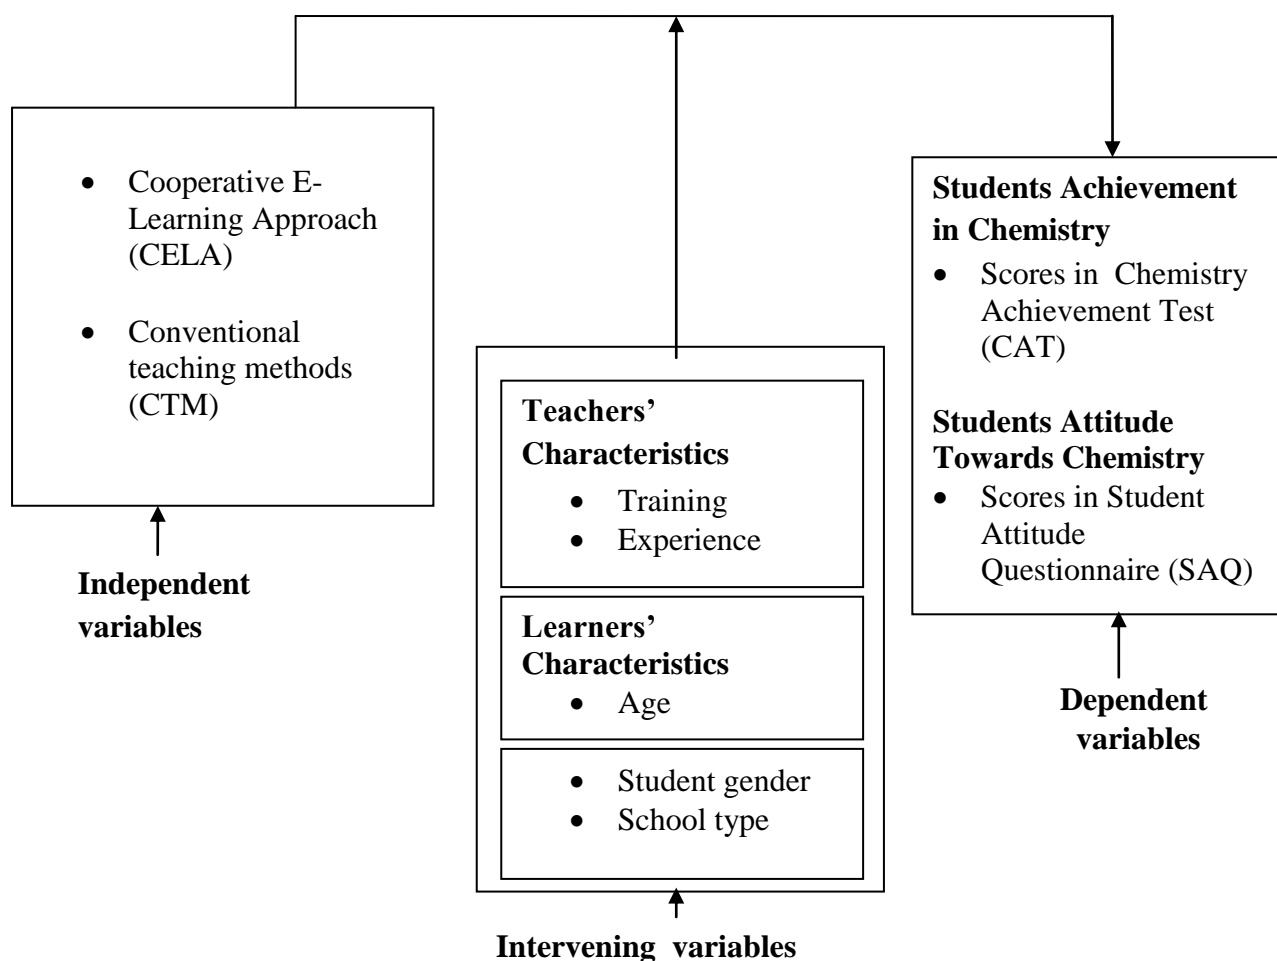 • Cooperative E-
Learning Approach
(CELA)
• Conventional
teaching methods
(CTM)
Independent
variables
Teachers’
Characteristics
• Training
• Experience
Learners’
Characteristics
• Age
• Student gender
• School type
Intervening variables
Students Achievement
in Chemistry
• Scores in Chemistry
Achievement Test
(CAT)
Students Attitude
Towards Chemistry
• Scores in Student
Attitude
Questionnaire (SAQ)
Dependent
variables